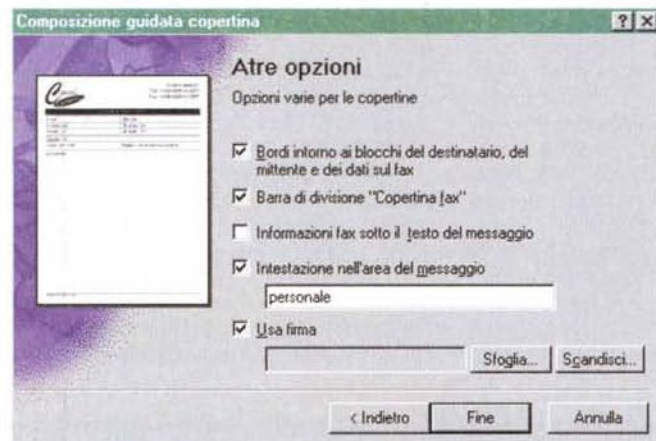 Composizione guidata copertina
Atre opzioni
Opzioni varie per le copertine
Bordi intorno ai blocchi del destinatario, del
mittente e dei dati sul fax
Barra di divisione "Copertina fax"
Informazioni fax sotto il testo del messaggio
Intestazione nell'area del messaggio
personale
Usa firma
Sfoglia... Scandisci...
< Indietro Fine Annulla